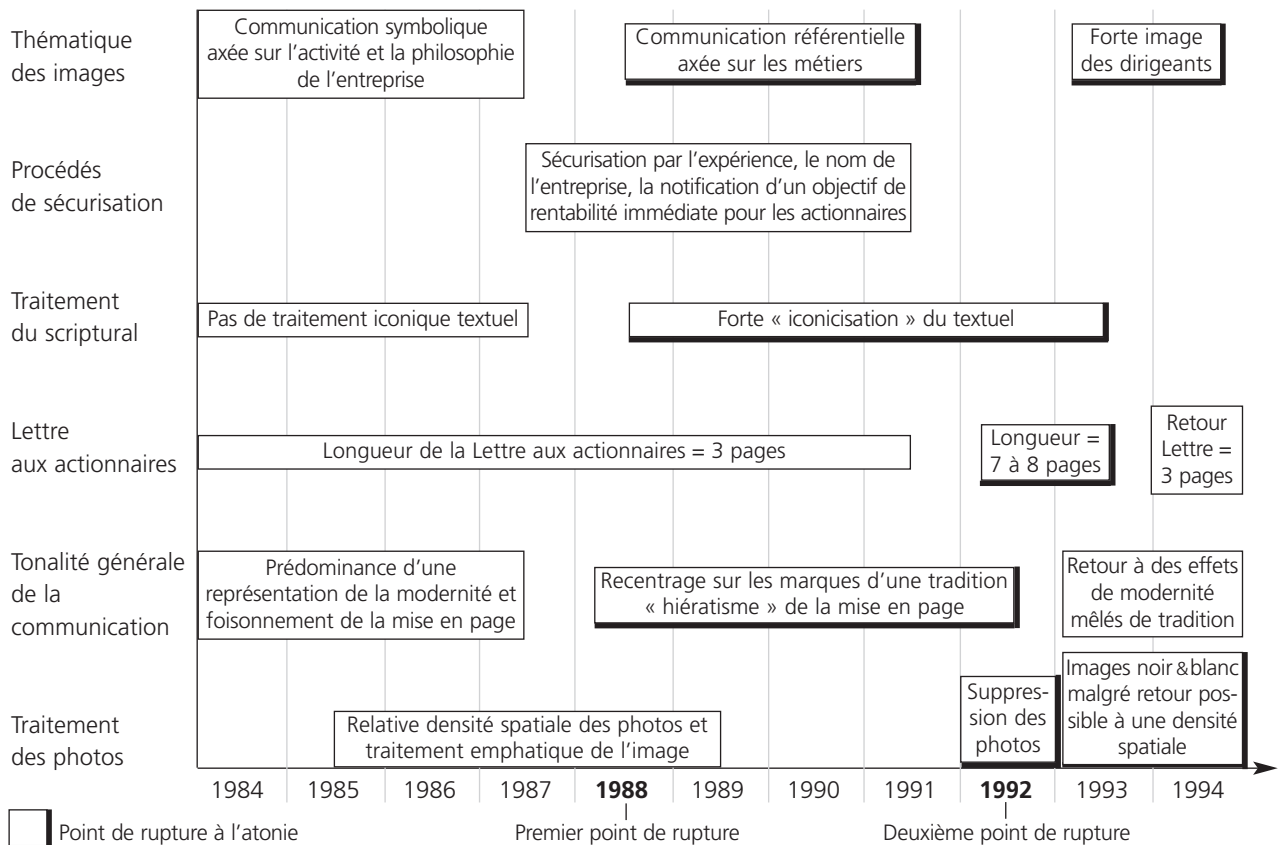 Thématique
des images
Communication symbolique
axée sur l’activité et la philosophie
de l’entreprise
Communication référentielle
axée sur les métiers
Forte image
des dirigeants
Procédés
de sécurisation
Sécurisation par l’expérience, le nom de
l’entreprise, la notification d’un objectif de
rentabilité immédiate pour les actionnaires
Traitement
du scriptural
Pas de traitement iconique textuel
Forte « iconicisation » du textuel
Lettre
aux actionnaires
Longueur de la Lettre aux actionnaires = 3 pages
Longueur =
7 à 8 pages
Retour
Lettre =
3 pages
Tonalité générale
de la
communication
Prédominance d’une
représentation de la modernité et
foisonnement de la mise en page
Recentrage sur les marques d’une tradition
« hiératisme » de la mise en page
Retour à des effets
de modernité
mêlés de tradition
Traitement
des photos
Relative densité spatiale des photos et
traitement emphatique de l’image
Suppres-
sion des
photos
Images noir & blanc
malgré retour pos-
sible à une densité
spatiale
1984 1985 1986 1987 1988 1989 1990 1991 1992 1993 1994
Point de rupture à l’atonie
Premier point de rupture
Deuxième point de rupture